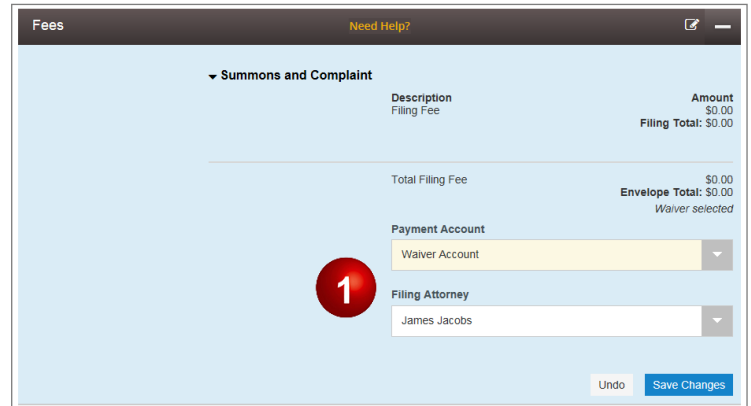 Fees Need Help?
Summons and Complaint
Description Amount
Filing Fee $0.00
Filing Total: $0.00
Total Filing Fee $0.00
Envelope Total: $0.00
Waiver selected
Payment Account
Waiver Account
1
Filing Attorney
James Jacobs
Undo Save Changes